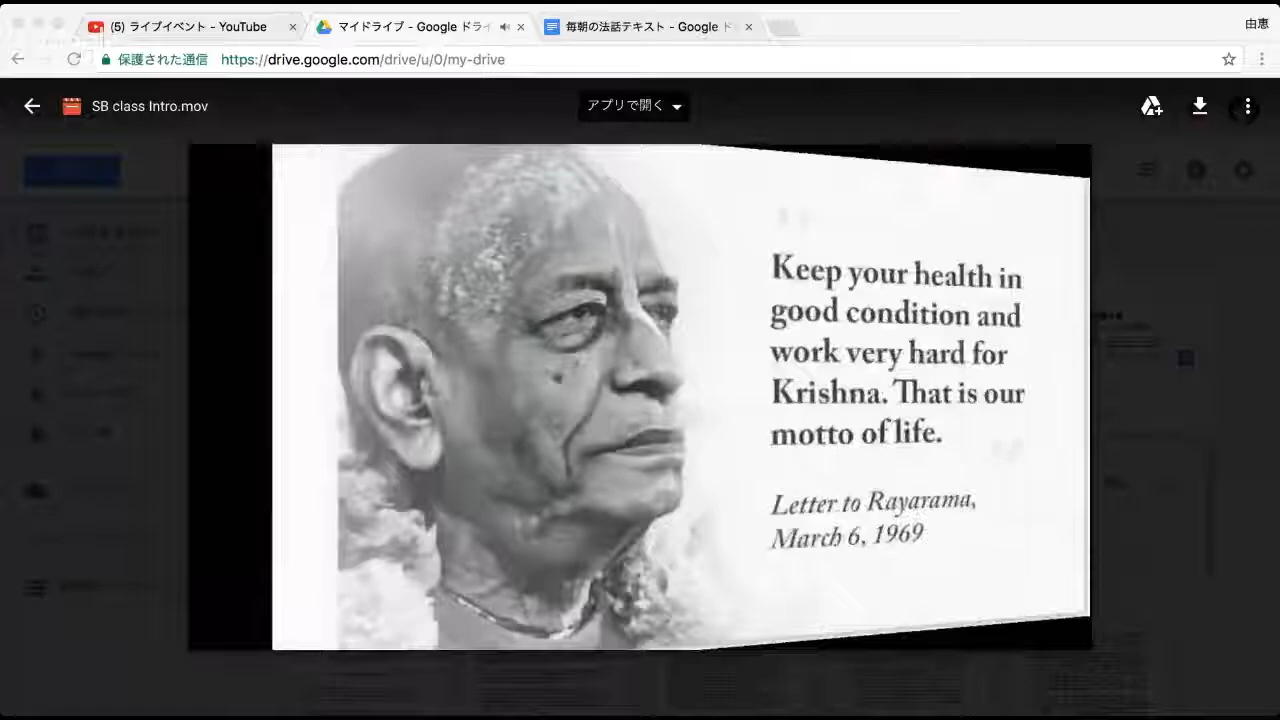 (5) ライブイベント - YouTube
マイドライブ - Google ドライ
毎朝の法話テキスト - Google ド
由恵
保護された通信 https://drive.google.com/drive/u/0/my-drive
SB class Intro.mov
アプリで開く
Keep your health in
good condition and
work very hard for
Krishna. That is our
motto of life.
Letter to Rayarama,
March 6, 1969